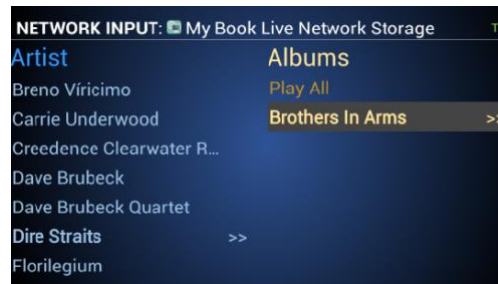 NETWORK INPUT: My Book Live Network Storage
Artist
Breno Víricimo
Carrie Underwood
Creedence Clearwater R...
Dave Brubeck
Dave Brubeck Quartet
Dire Straits >>
Florilegium
Albums
Play All
Brothers In Arms >>